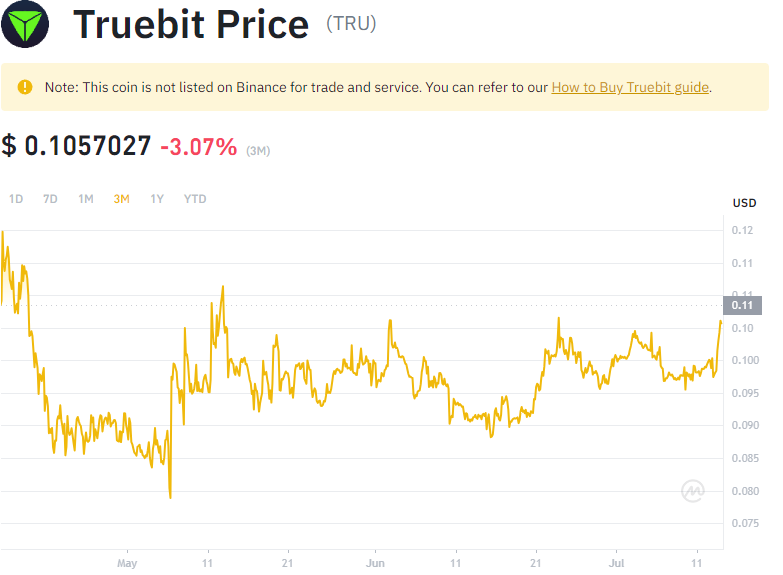 Truebit Price (TRU)
Note: This coin is not listed on Binance for trade and service. You can refer to our How to Buy Truebit guide.
$ 0.1057027 -3.07% (3M)
1D 7D 1M 3M 1Y YTD
USD
0.12
0.11
0.11
0.11
0.10
0.100
0.095
0.090
0.085
0.080
0.075
May 11 21 Jun 11 21 Jul 11